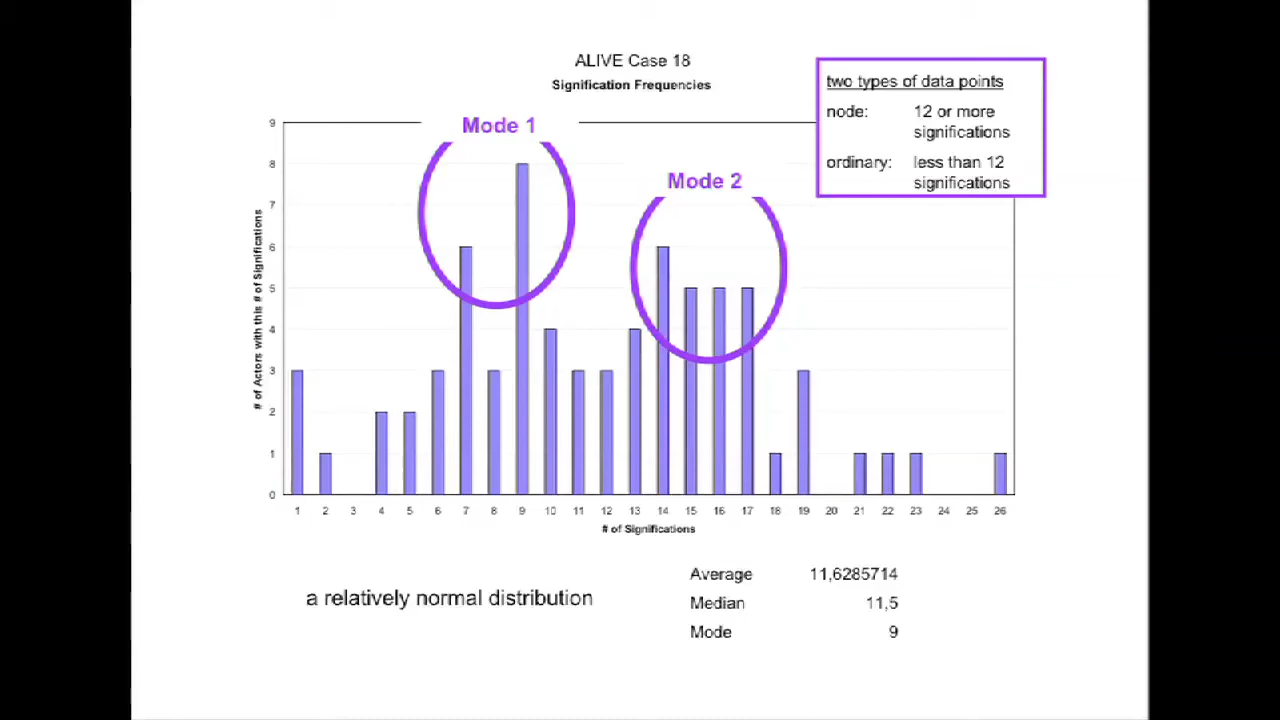 ALIVE Case 18
Signification Frequencies
two types of data points
node: 12 or more
significations
ordinary: less than 12
significations
Mode 1
Mode 2
# of Actors with this # of Significations
9
8
7
6
5
4
3
2
1
0
1 2 3 4 5 6 7 8 9 10 11 12 13 14 15 16 17 18 19 20 21 22 23 24 25 26
# of Significations
a relatively normal distribution
Average 11,6285714
Median 11,5
Mode 9